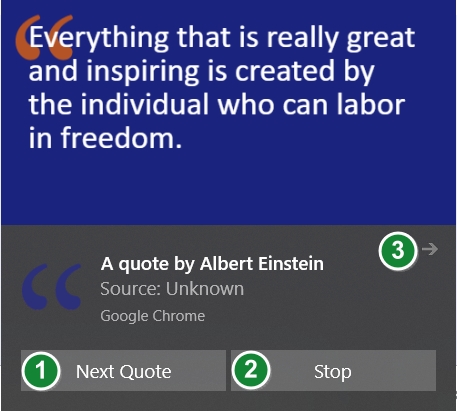 Everything that is really great
and inspiring is created by
the individual who can labor
in freedom.
3
A quote by Albert Einstein
Source: Unknown
Google Chrome
1 Next Quote 2 Stop